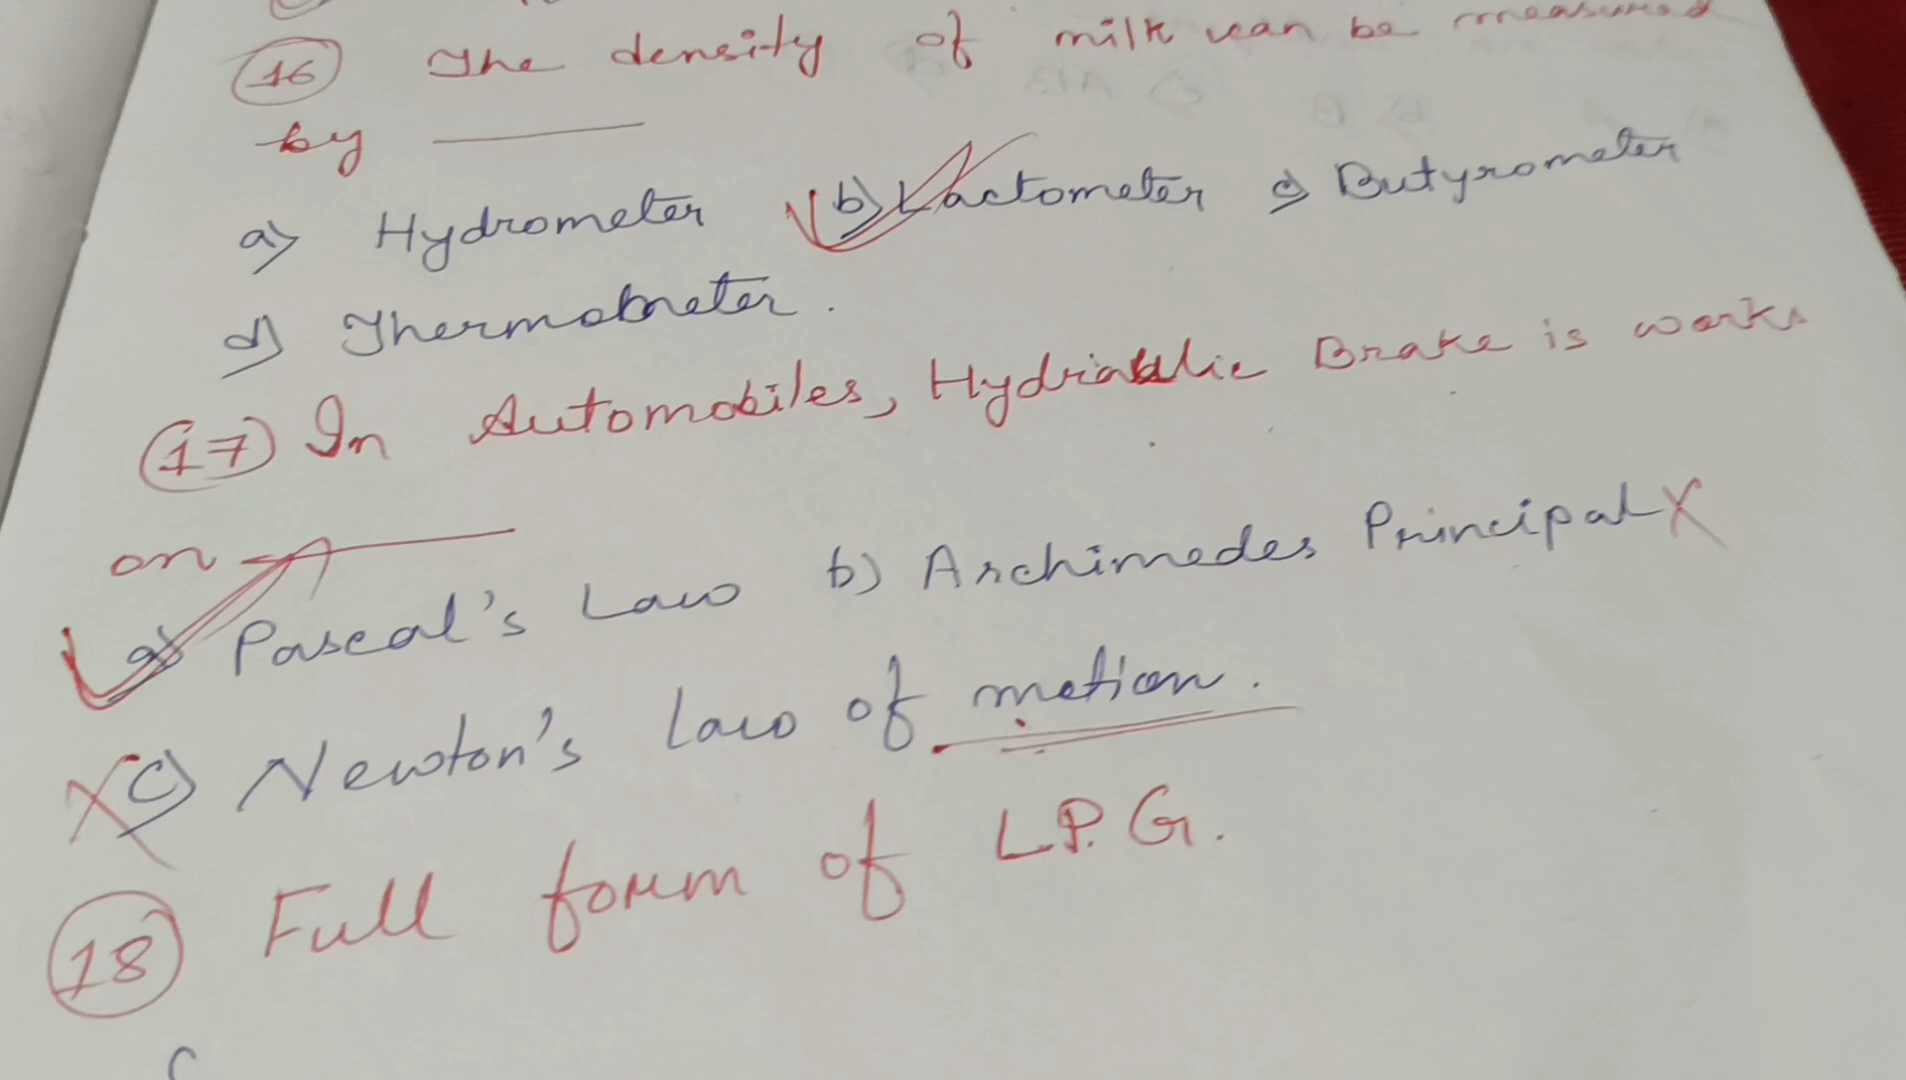 16 The density of milk can be measured
by ______
a) Hydrometer b) Lactometer c) Butyrometer
d) Thermometer.
17 In Automobiles, Hydraulic Brake is works
on ______
a) Pascal's Law b) Archimedes Principal X
X c) Newton's law of motion.
18 Full form of L.P.G.